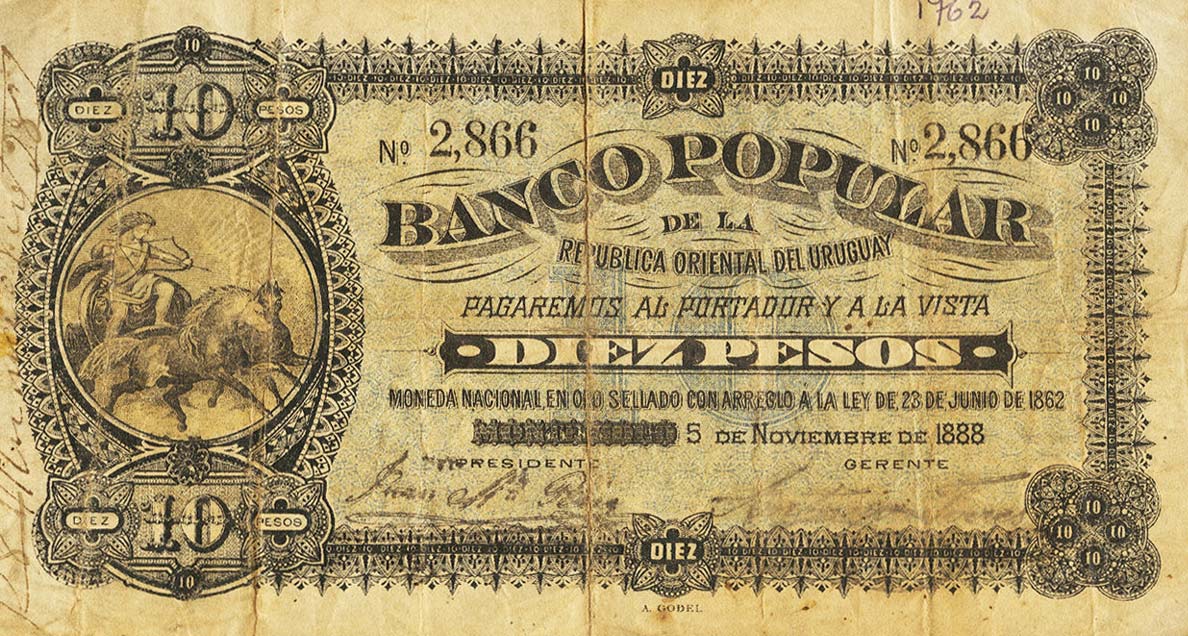 1962
10
DIEZ 10 PESOS
DIEZ
10
10 10
10
Nº 2,866 Nº 2,866
BANCO POPULAR
DE LA
REPUBLICA ORIENTAL DEL URUGUAY
PAGAREMOS AL PORTADOR Y A LA VISTA
DIEZ PESOS
MONEDA NACIONAL EN ORO SELLADO CON ARREGLO A LA LEY DE 23 DE JUNIO DE 1862
5 DE NOVIEMBRE DE 1888
PRESIDENTE GERENTE
DIEZ 10 PESOS
10
DIEZ
10
10 10
10
A. GODEL